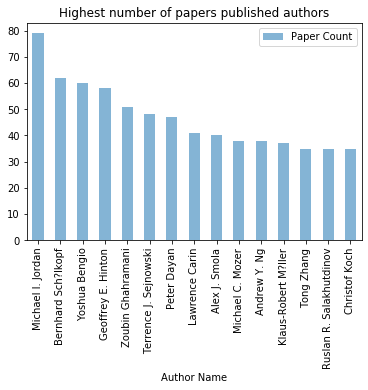 Highest number of papers published authors
Paper Count
80
70
60
50
40
30
20
10
0
Michael I. Jordan
Bernhard Sch?lkopf
Yoshua Bengio
Geoffrey E. Hinton
Zoubin Ghahramani
Terrence J. Sejnowski
Peter Dayan
Lawrence Carin
Alex J. Smola
Michael C. Mozer
Andrew Y. Ng
Klaus-Robert M?ller
Tong Zhang
Ruslan R. Salakhutdinov
Christof Koch
Author Name